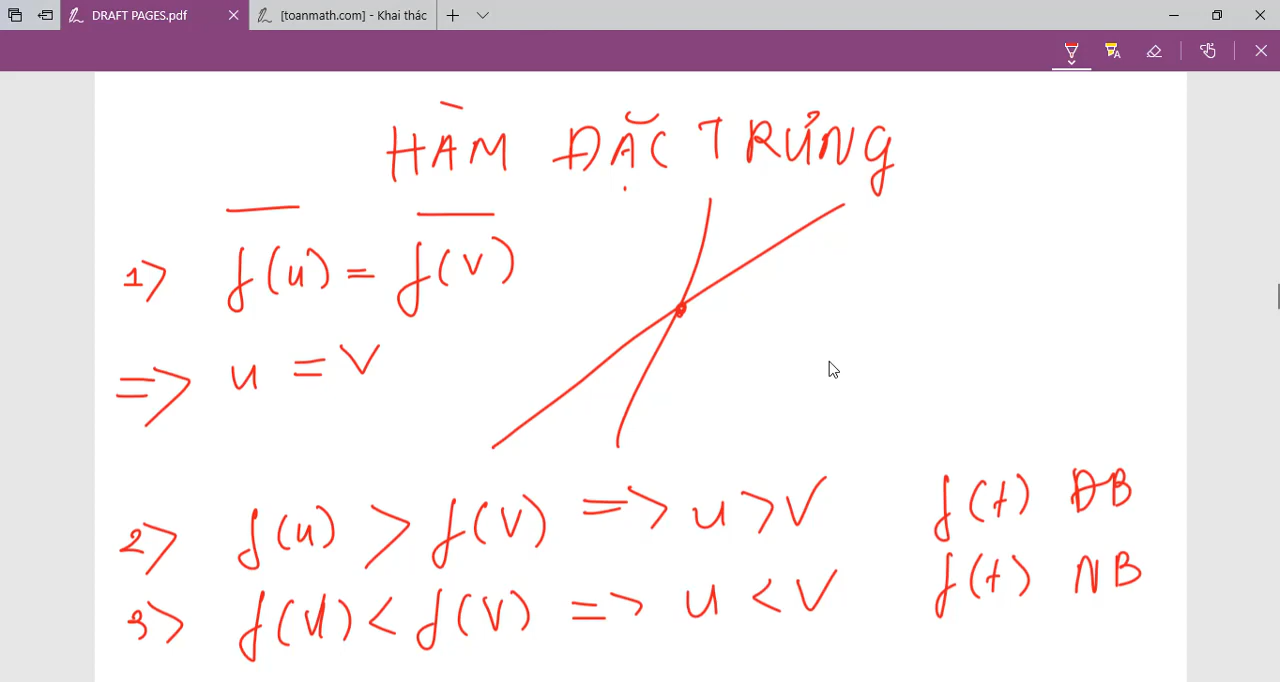 DRAFT PAGES.pdf [toanmath.com] - Khai thác
HÀM ĐẶC TRƯNG
1> f(u) = f(v)
=> u = v
2> f(u) > f(v) => u > v f(t) ĐB
3> f(u) < f(v) => u < v f(t) NB